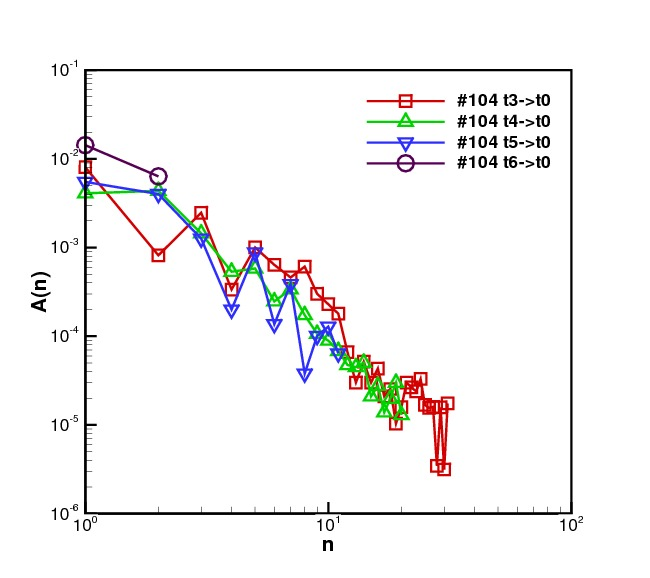 10⁻¹
#104 t3->t0
#104 t4->t0
#104 t5->t0
#104 t6->t0
10⁻²
10⁻³
A(n)
10⁻⁴
10⁻⁵
10⁻⁶
10⁰ 10¹ 10²
n